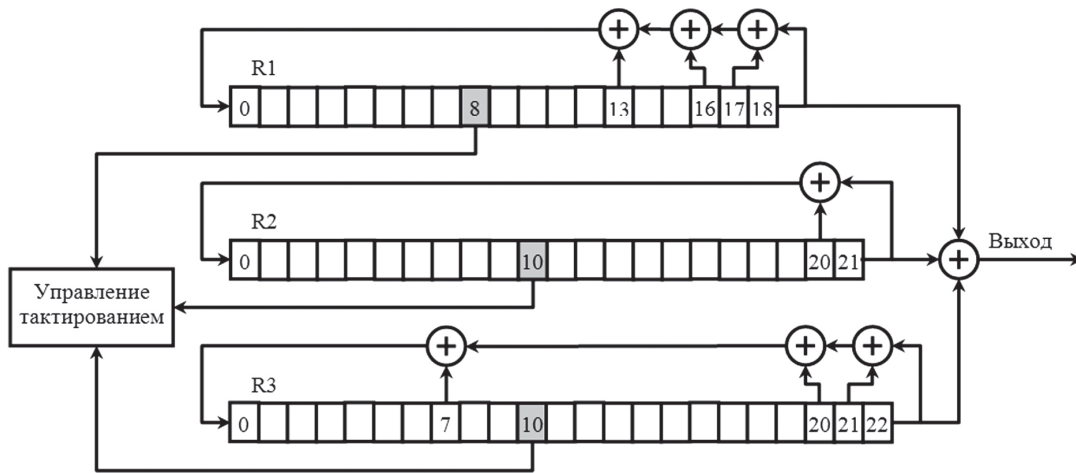 R1
0 8 13 16 17 18
R2
0 10 20 21
Выход
Управление
тактированием
R3
0 7 10 20 21 22